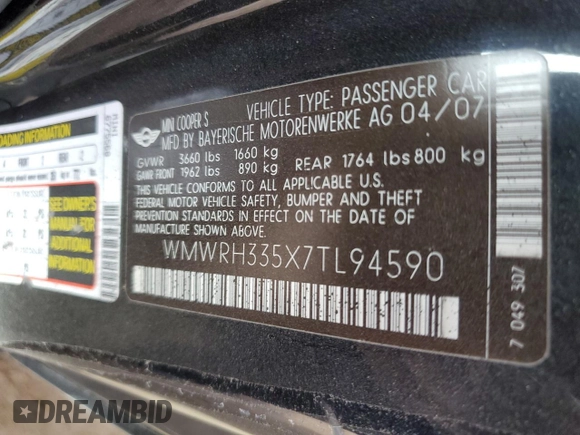 MINI COOPER S VEHICLE TYPE: PASSENGER CAR
MFD BY BAYERISCHE MOTORENWERKE AG 04/07
GVWR 3660 lbs 1660 kg
GAWR FRONT 1962 lbs 890 kg REAR 1764 lbs 800 kg
THIS VEHICLE CONFORMS TO ALL APPLICABLE U.S.
FEDERAL MOTOR VEHICLE SAFETY, BUMPER AND THEFT
PREVENTION STANDARDS IN EFFECT ON THE DATE OF
MANUFACTURE SHOWN ABOVE.
WMWRH335X7TL94590
7 049 307
LOADING INFORMATION
SEE OWNER'S
MANUAL FOR
ADDITIONAL
INFORMATION
DREAMBID